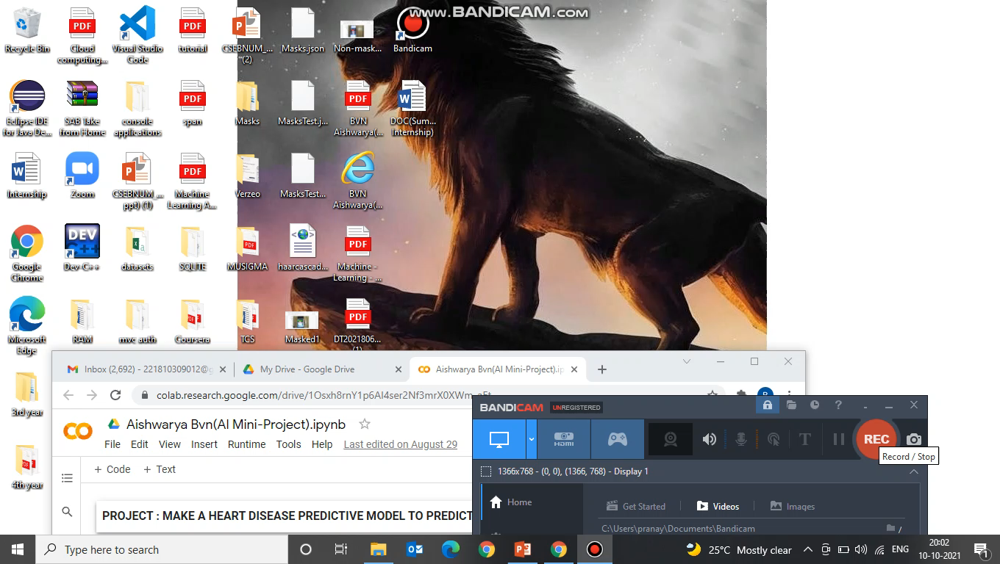 www.BANDICAM.com
Recycle Bin
Cloud
computing...
Visual Studio
Code
tutorial
CSEBNUM_...
(2)
Masks.json
Non-mask...
Bandicam
Eclipse IDE
for Java De...
SAB Take
from Home
console
applications
span
Masks
MasksTest.j...
BVN
Aishwarya(...
DOC(Sum...
Internship)
Internship
Zoom
CSEBNUM_...
ppt) (1)
Machine
Learning A...
Verzeo
MasksTest...
BVN
Aishwarya(...
Google
Chrome
DEV
C++
Dev-C++
datasets
SQLITE
MUSIGMA
haarcascad...
Machine -
Learning - ...
Microsoft
Edge
RAM
mvc auth
Coursera
TCS
Masked1
DT2021806...
(1)
3rd year
4th year
Inbox (2,692) - 221810309012@g
My Drive - Google Drive
Aishwarya Bvn(AI Mini-Project).ip
colab.research.google.com/drive/1Osxh8rnY1p6Al4ser2Nf3mrX0XWm
Aishwarya Bvn(AI Mini-Project).ipynb
File Edit View Insert Runtime Tools Help Last edited on August 29
+ Code + Text
PROJECT : MAKE A HEART DISEASE PREDICTIVE MODEL TO PREDICT
BANDICAM UNREGISTERED
HDMI
REC
Record / Stop
1366x768 - (0, 0), (1366, 768) - Display 1
Home
Get Started Videos Images
C:\Users\pranay\Documents\Bandicam
Type here to search
25°C Mostly clear
ENG
20:02
10-10-2021
1